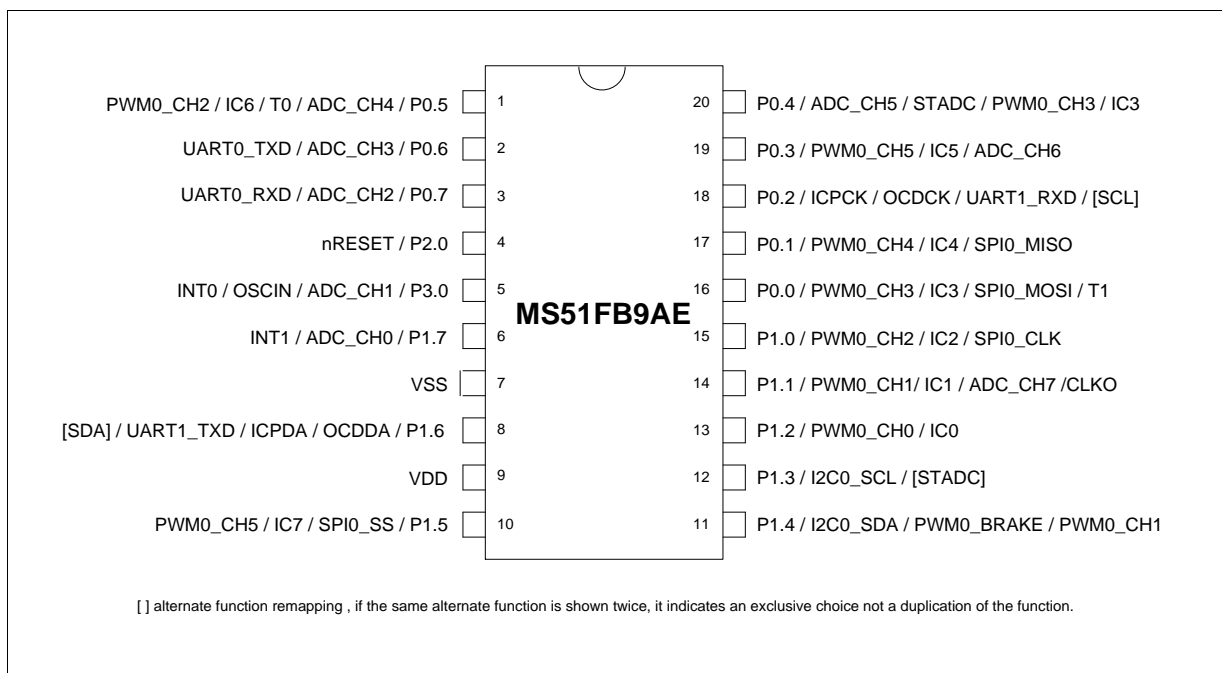 PWM0_CH2 / IC6 / T0 / ADC_CH4 / P0.5 1 20 P0.4 / ADC_CH5 / STADC / PWM0_CH3 / IC3
UART0_TXD / ADC_CH3 / P0.6 2 19 P0.3 / PWM0_CH5 / IC5 / ADC_CH6
UART0_RXD / ADC_CH2 / P0.7 3 18 P0.2 / ICPCK / OCDCK / UART1_RXD / [SCL]
nRESET / P2.0 4 17 P0.1 / PWM0_CH4 / IC4 / SPI0_MISO
INT0 / OSCIN / ADC_CH1 / P3.0 5 16 P0.0 / PWM0_CH3 / IC3 / SPI0_MOSI / T1
MS51FB9AE
INT1 / ADC_CH0 / P1.7 6 15 P1.0 / PWM0_CH2 / IC2 / SPI0_CLK
VSS 7 14 P1.1 / PWM0_CH1/ IC1 / ADC_CH7 /CLKO
[SDA] / UART1_TXD / ICPDA / OCDDA / P1.6 8 13 P1.2 / PWM0_CH0 / IC0
VDD 9 12 P1.3 / I2C0_SCL / [STADC]
PWM0_CH5 / IC7 / SPI0_SS / P1.5 10 11 P1.4 / I2C0_SDA / PWM0_BRAKE / PWM0_CH1
[ ] alternate function remapping , if the same alternate function is shown twice, it indicates an exclusive choice not a duplication of the function.